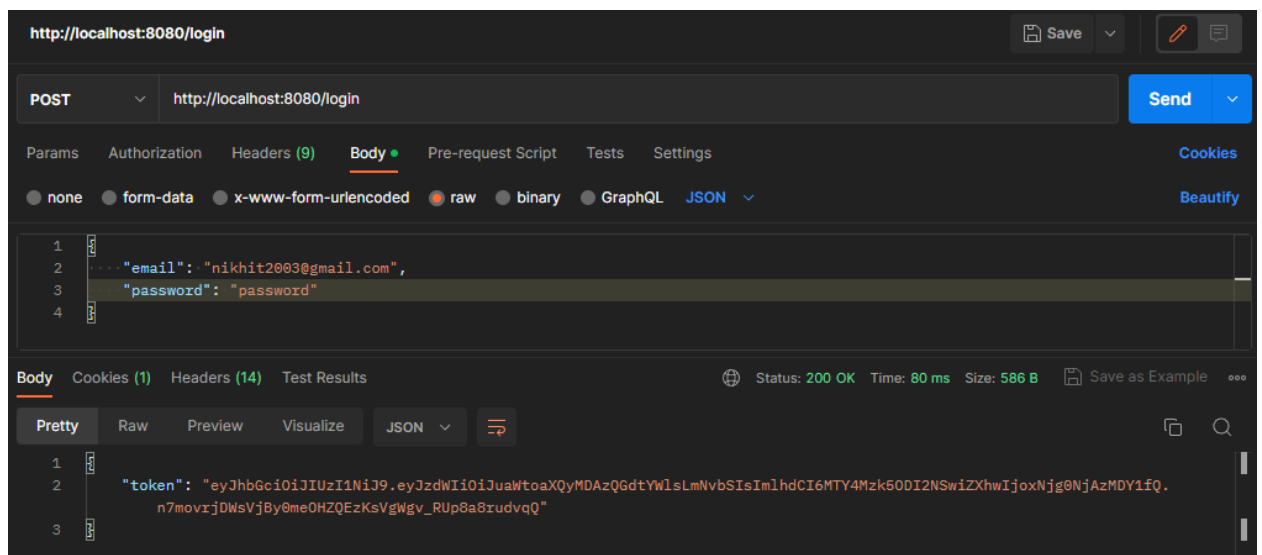 http://localhost:8080/login Save
POST http://localhost:8080/login Send
Params Authorization Headers (9) Body Pre-request Script Tests Settings Cookies
none form-data x-www-form-urlencoded raw binary GraphQL JSON Beautify
1 {
2 "email": "nikhit2003@gmail.com",
3 "password": "password"
4 }
Body Cookies (1) Headers (14) Test Results Status: 200 OK Time: 80 ms Size: 586 B Save as Example
Pretty Raw Preview Visualize JSON
1 {
2 "token": "eyJhbGciOiJIUzI1NiJ9.eyJzdWIiOiJuaWtoaXQyMDAzQGdtYWlsLmNvbSIsImlhdCI6MTY4Mzk5ODI2NSwiZXhwIjoxNjg0NjAzMDY1fQ.
n7movrjDWsVjBy0meOHZQEzKsVgWgv_RUp8a8rudvqQ"
3 }